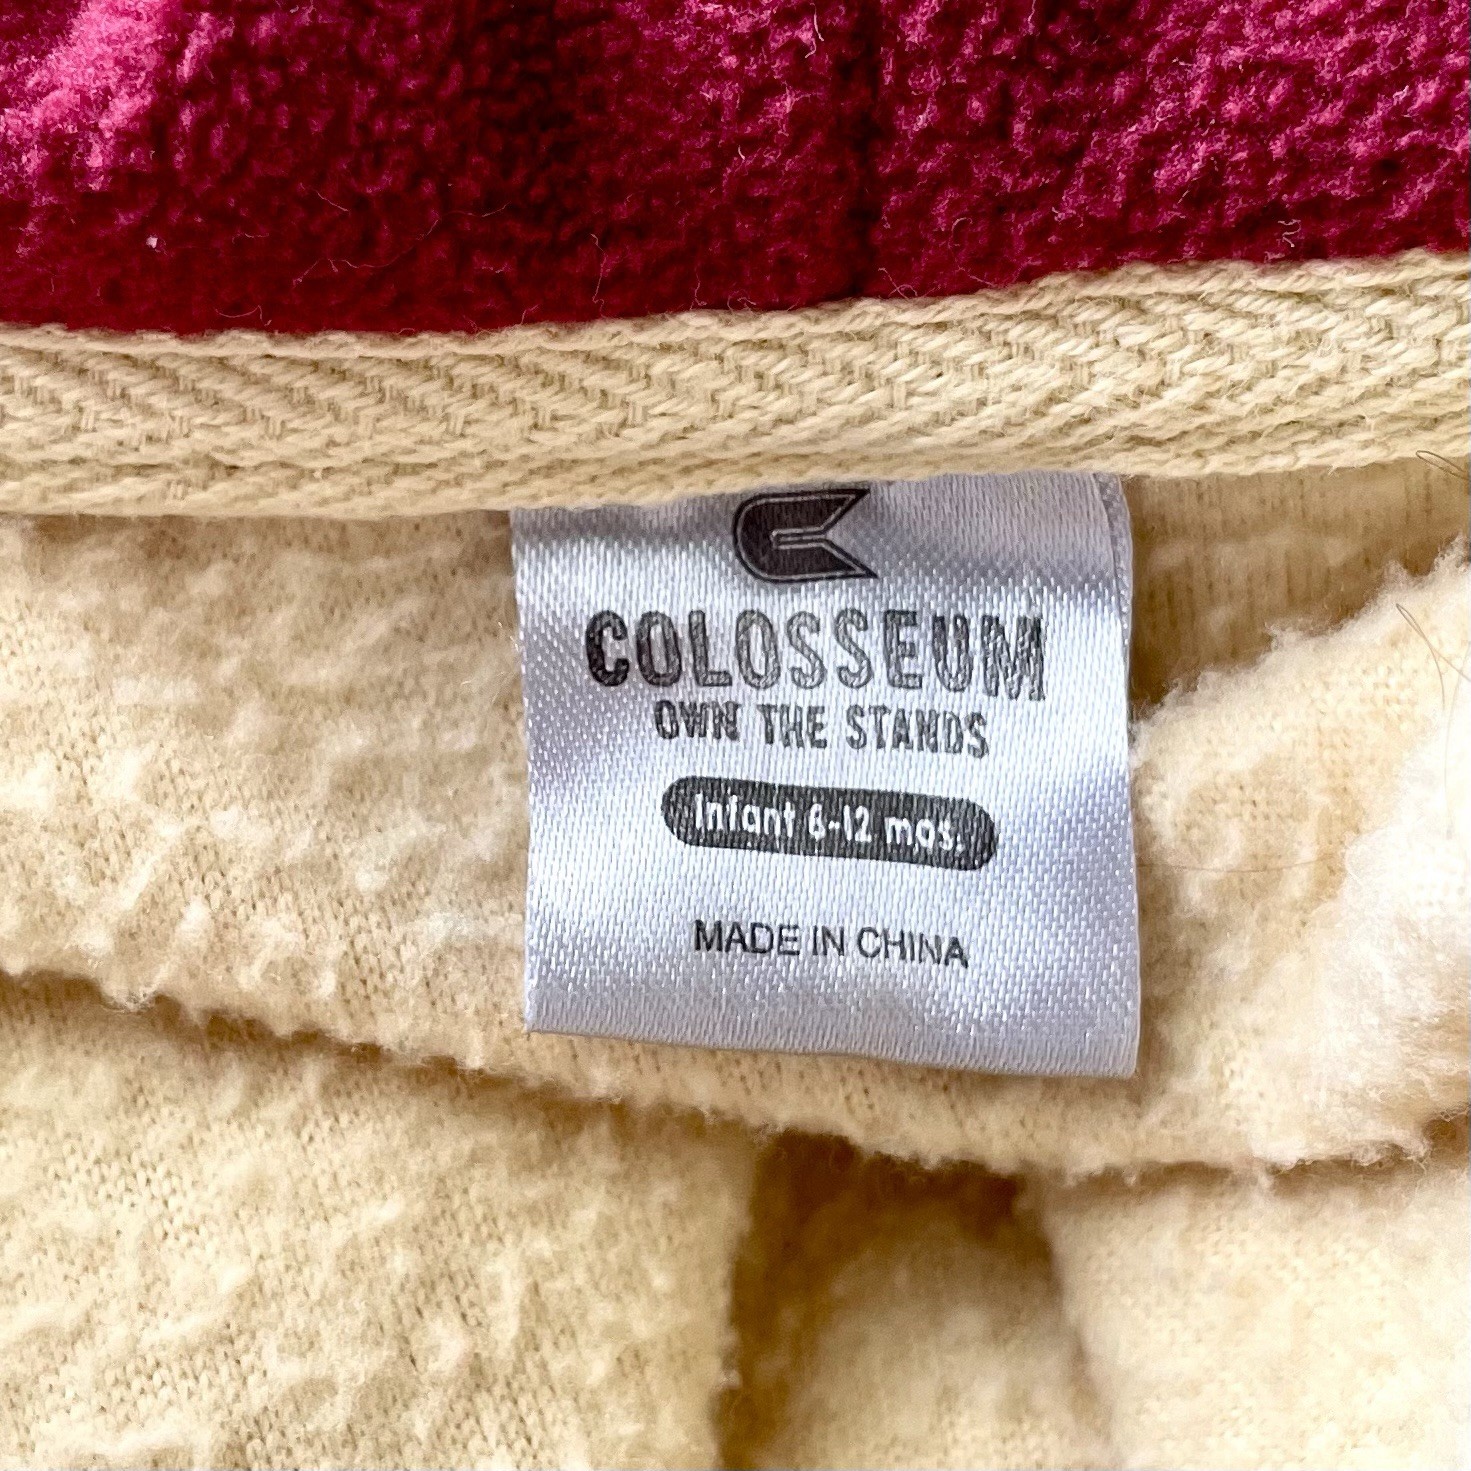 COLOSSEUM
OWN THE STANDS
Infant 6-12 mos.
MADE IN CHINA